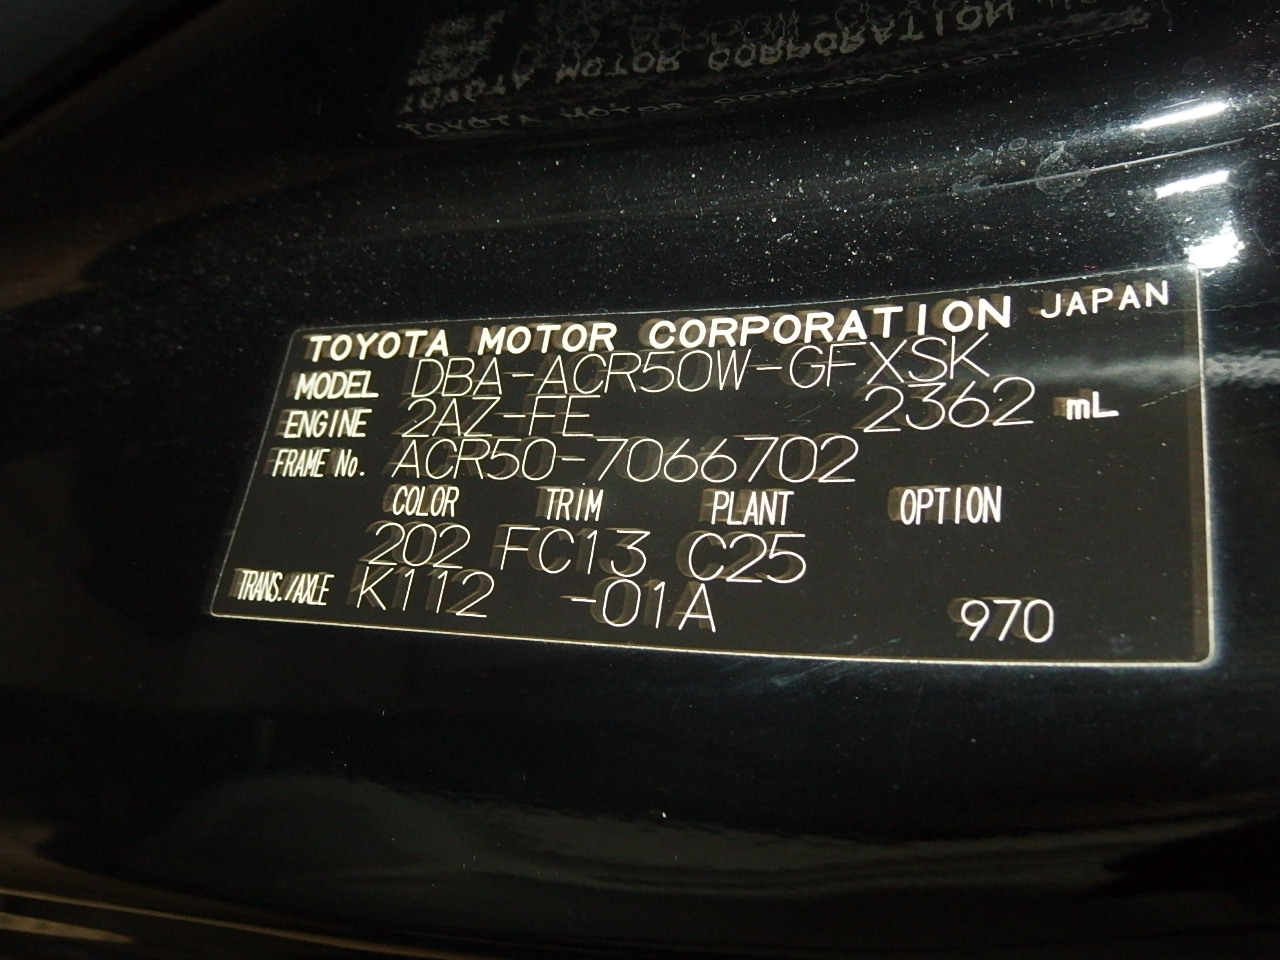 TOYOTA MOTOR CORPORATION JAPAN
MODEL DBA-ACR50W-GFXSK
ENGINE 2AZ-FE 2362 mL
FRAME No. ACR50-7066702
COLOR TRIM PLANT OPTION
202 FC13 C25
TRANS./AXLE K112 -01A 970